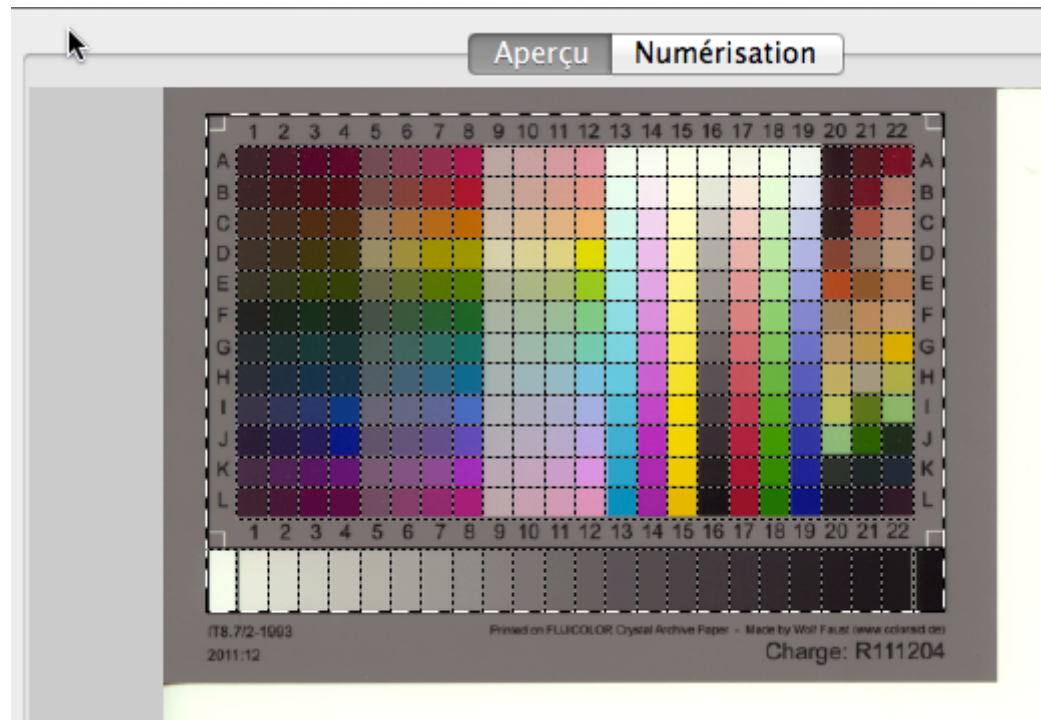 Aperçu Numérisation
1 2 3 4 5 6 7 8 9 10 11 12 13 14 15 16 17 18 19 20 21 22
A A
B B
C C
D D
E E
F F
G G
H H
I I
J J
K K
L L
1 2 3 4 5 6 7 8 9 10 11 12 13 14 15 16 17 18 19 20 21 22
IT8.7/2-1993 Printed on FUJICOLOR Crystal Archive Paper - Made by Wolf Faust (www.coloraid.de)
2011:12 Charge: R111204